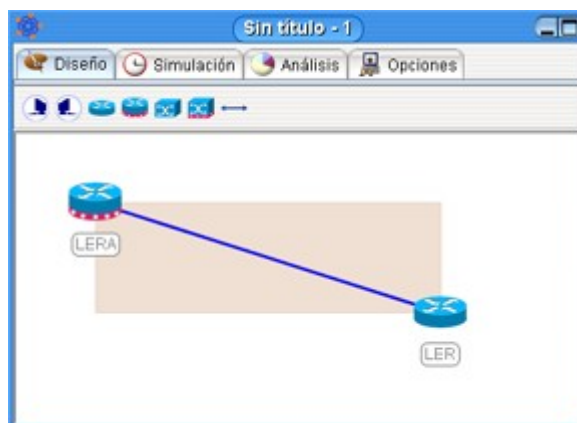 Sin título - 1
Diseño Simulación Análisis Opciones
LERA
LER